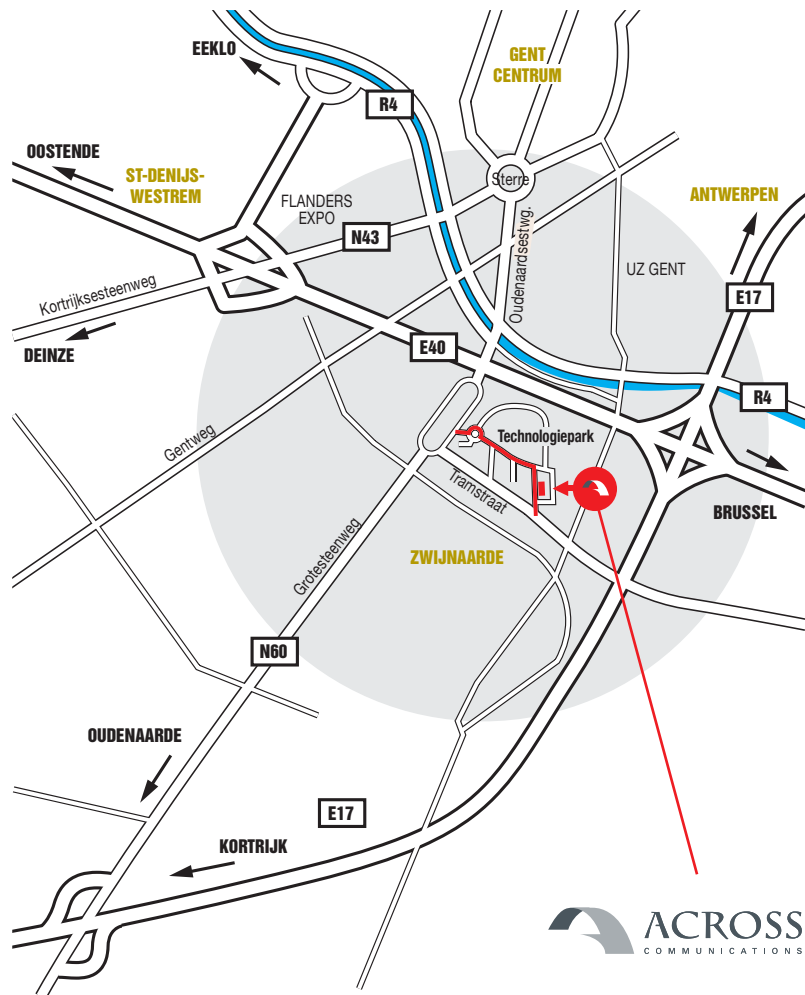 EEKLO
GENT
CENTRUM
R4
OOSTENDE
ST-DENIJS-
WESTREM
Sterre
FLANDERS
EXPO
ANTWERPEN
N43
Oudenaardsestwg.
UZ GENT
Kortrijksesteenweg
E17
DEINZE
E40
R4
Gentweg
Technologiepark
Tramstraat
BRUSSEL
Grotesteenweg
ZWIJNAARDE
N60
OUDENAARDE
E17
KORTRIJK
ACROSS
COMMUNICATIONS